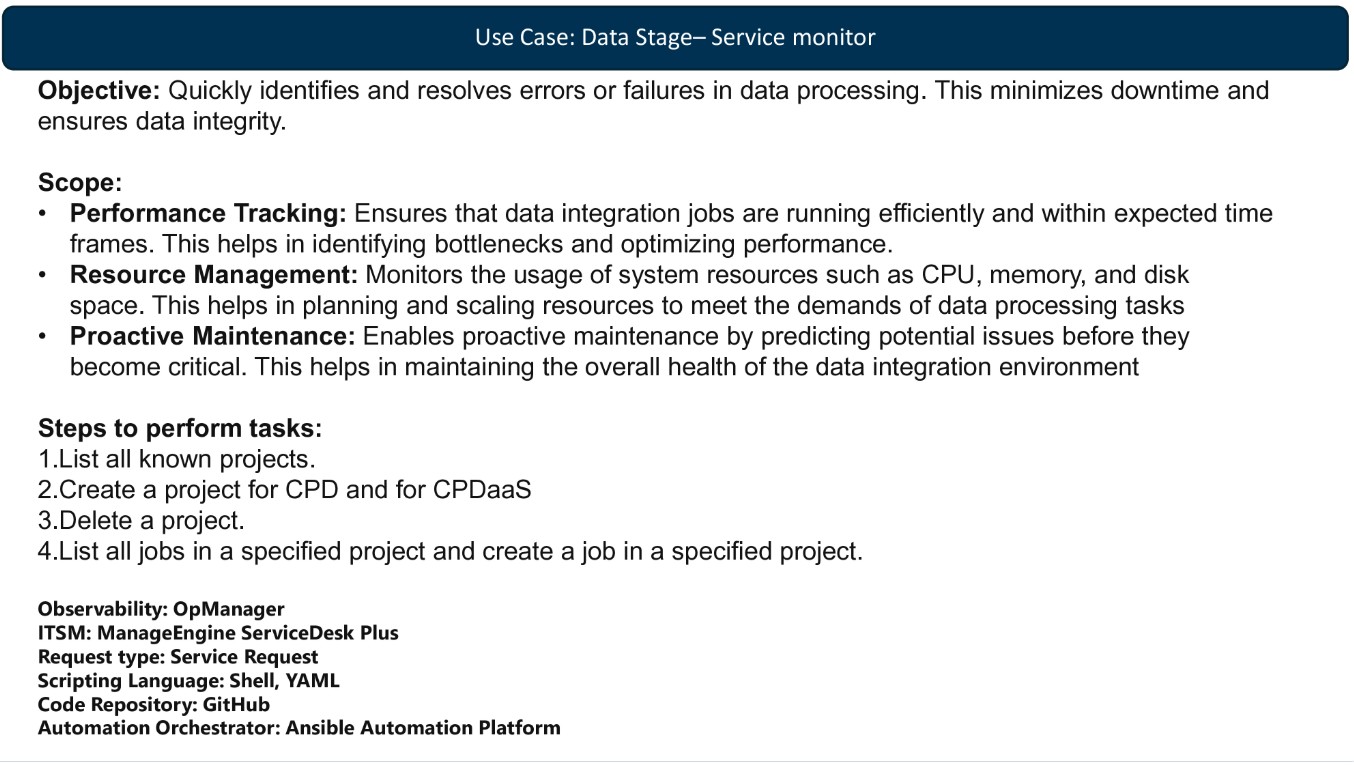 Use Case: Data Stage– Service monitor
Objective: Quickly identifies and resolves errors or failures in data processing. This minimizes downtime and
ensures data integrity.
Scope:
• Performance Tracking: Ensures that data integration jobs are running efficiently and within expected time
frames. This helps in identifying bottlenecks and optimizing performance.
• Resource Management: Monitors the usage of system resources such as CPU, memory, and disk
space. This helps in planning and scaling resources to meet the demands of data processing tasks
• Proactive Maintenance: Enables proactive maintenance by predicting potential issues before they
become critical. This helps in maintaining the overall health of the data integration environment
Steps to perform tasks:
1.List all known projects.
2.Create a project for CPD and for CPDaaS
3.Delete a project.
4.List all jobs in a specified project and create a job in a specified project.
Observability: OpManager
ITSM: ManageEngine ServiceDesk Plus
Request type: Service Request
Scripting Language: Shell, YAML
Code Repository: GitHub
Automation Orchestrator: Ansible Automation Platform